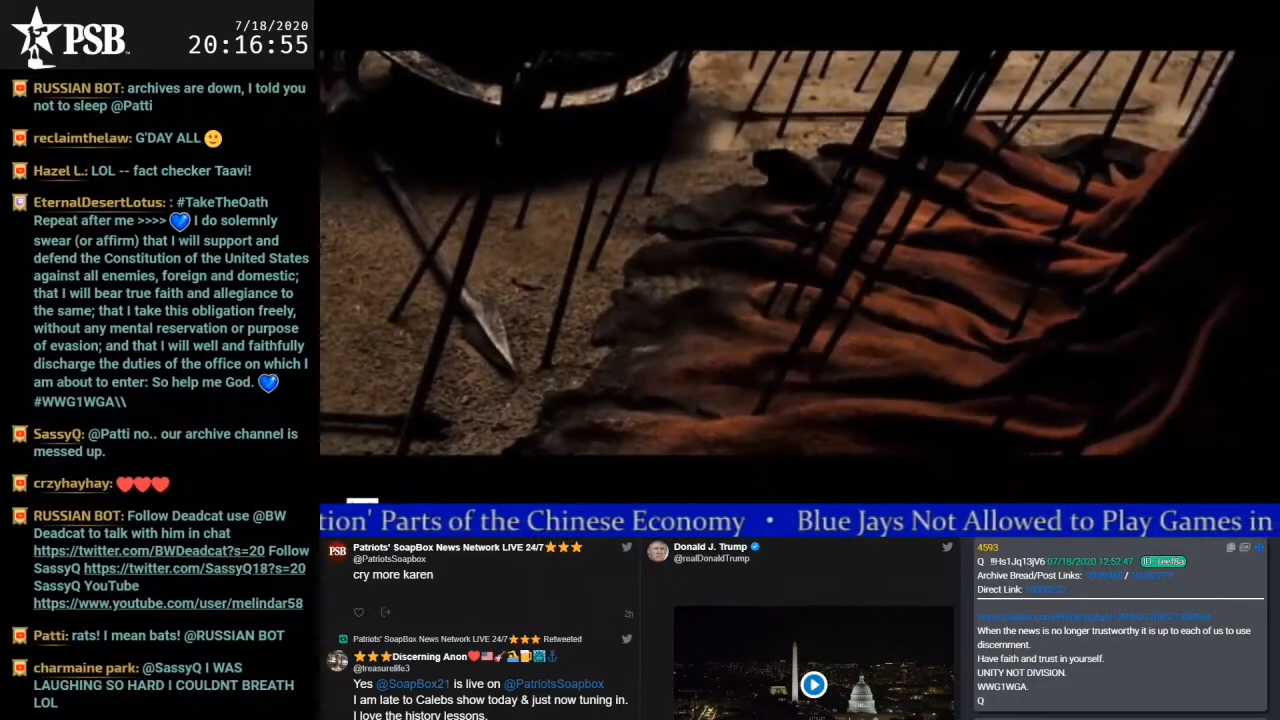 PSB
7/18/2020
20:16:55
RUSSIAN BOT: archives are down, I told you
not to sleep @Patti
reclaimthelaw: G'DAY ALL 🙂
Hazel L.: LOL -- fact checker Taavi!
EternalDesertLotus: : #TakeTheOath
Repeat after me >>>> 💙 I do solemnly
swear (or affirm) that I will support and
defend the Constitution of the United States
against all enemies, foreign and domestic;
that I will bear true faith and allegiance to
the same; that I take this obligation freely,
without any mental reservation or purpose
of evasion; and that I will well and faithfully
discharge the duties of the office on which I
am about to enter: So help me God. 💙
#WWG1WGA\\
SassyQ: @Patti no.. our archive channel is
messed up.
crzyhayhay: ❤️❤️❤️
RUSSIAN BOT: Follow Deadcat use @BW
Deadcat to talk with him in chat
https://twitter.com/BWDeadcat?s=20 Follow
SassyQ https://twitter.com/SassyQ18?s=20
SassyQ YouTube
https://www.youtube.com/user/melindar58
Patti: rats! I mean bats! @RUSSIAN BOT
charmaine park: @SassyQ I WAS
LAUGHING SO HARD I COULDNT BREATH
LOL
tion' Parts of the Chinese Economy • Blue Jays Not Allowed to Play Games in
PSB
Patriots' SoapBox News Network LIVE 24/7⭐⭐⭐
@PatriotsSoapbox
cry more karen
2h
Patriots' SoapBox News Network LIVE 24/7⭐⭐⭐ Retweeted
⭐⭐⭐Discerning Anon
@treasurelife3
Yes @SoapBox21 is live on @PatriotsSoapbox
I am late to Calebs show today & just now tuning in.
I love the history lessons.
Donald J. Trump
@realDonaldTrump
4593
Q !!Hs1Jq13jV6 07/18/2020 12:52:47 ID: 1eef8a
Archive Bread/Post Links: /
Direct Link:
When the news is no longer trustworthy it is up to each of us to use
discernment.
Have faith and trust in yourself.
UNITY NOT DIVISION.
WWG1WGA.
Q